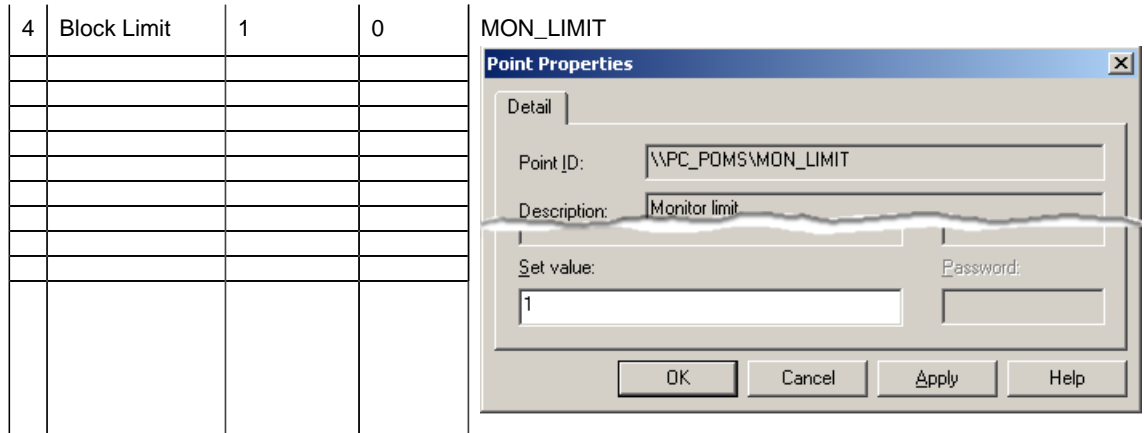 4 Block Limit 1 0 MON_LIMIT
Point Properties
Detail
Point ID: \\PC_POMS\MON_LIMIT
Description: Monitor limit
Set value: Password:
1
OK Cancel Apply Help